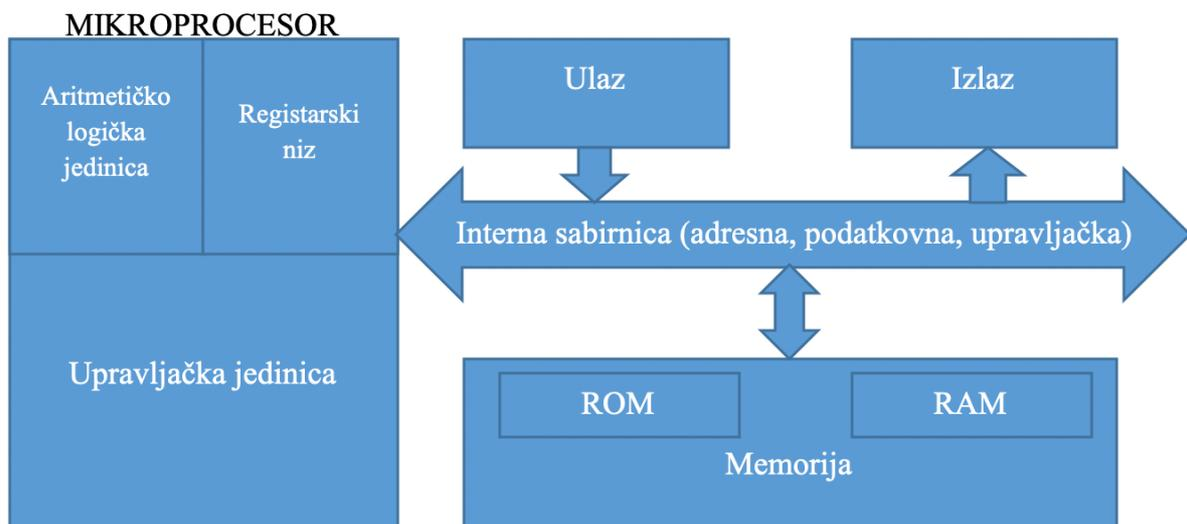 MIKROPROCESOR
Aritmetičko
logička
jedinica
Registarski
niz
Upravljačka jedinica
Ulaz
Izlaz
Interna sabirnica (adresna, podatkovna, upravljačka)
ROM
RAM
Memorija